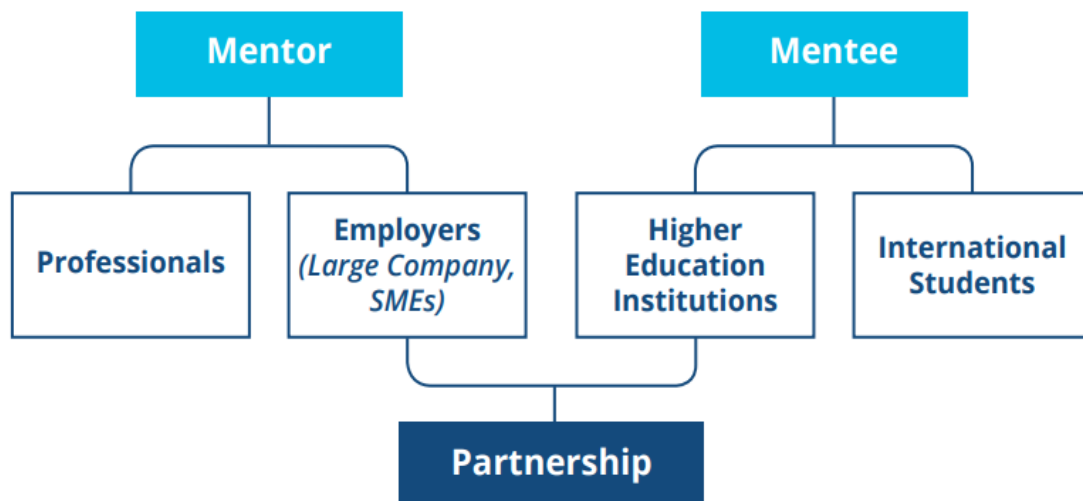 Mentor
Mentee
Professionals
Employers
(Large Company,
SMEs)
Higher
Education
Institutions
International
Students
Partnership